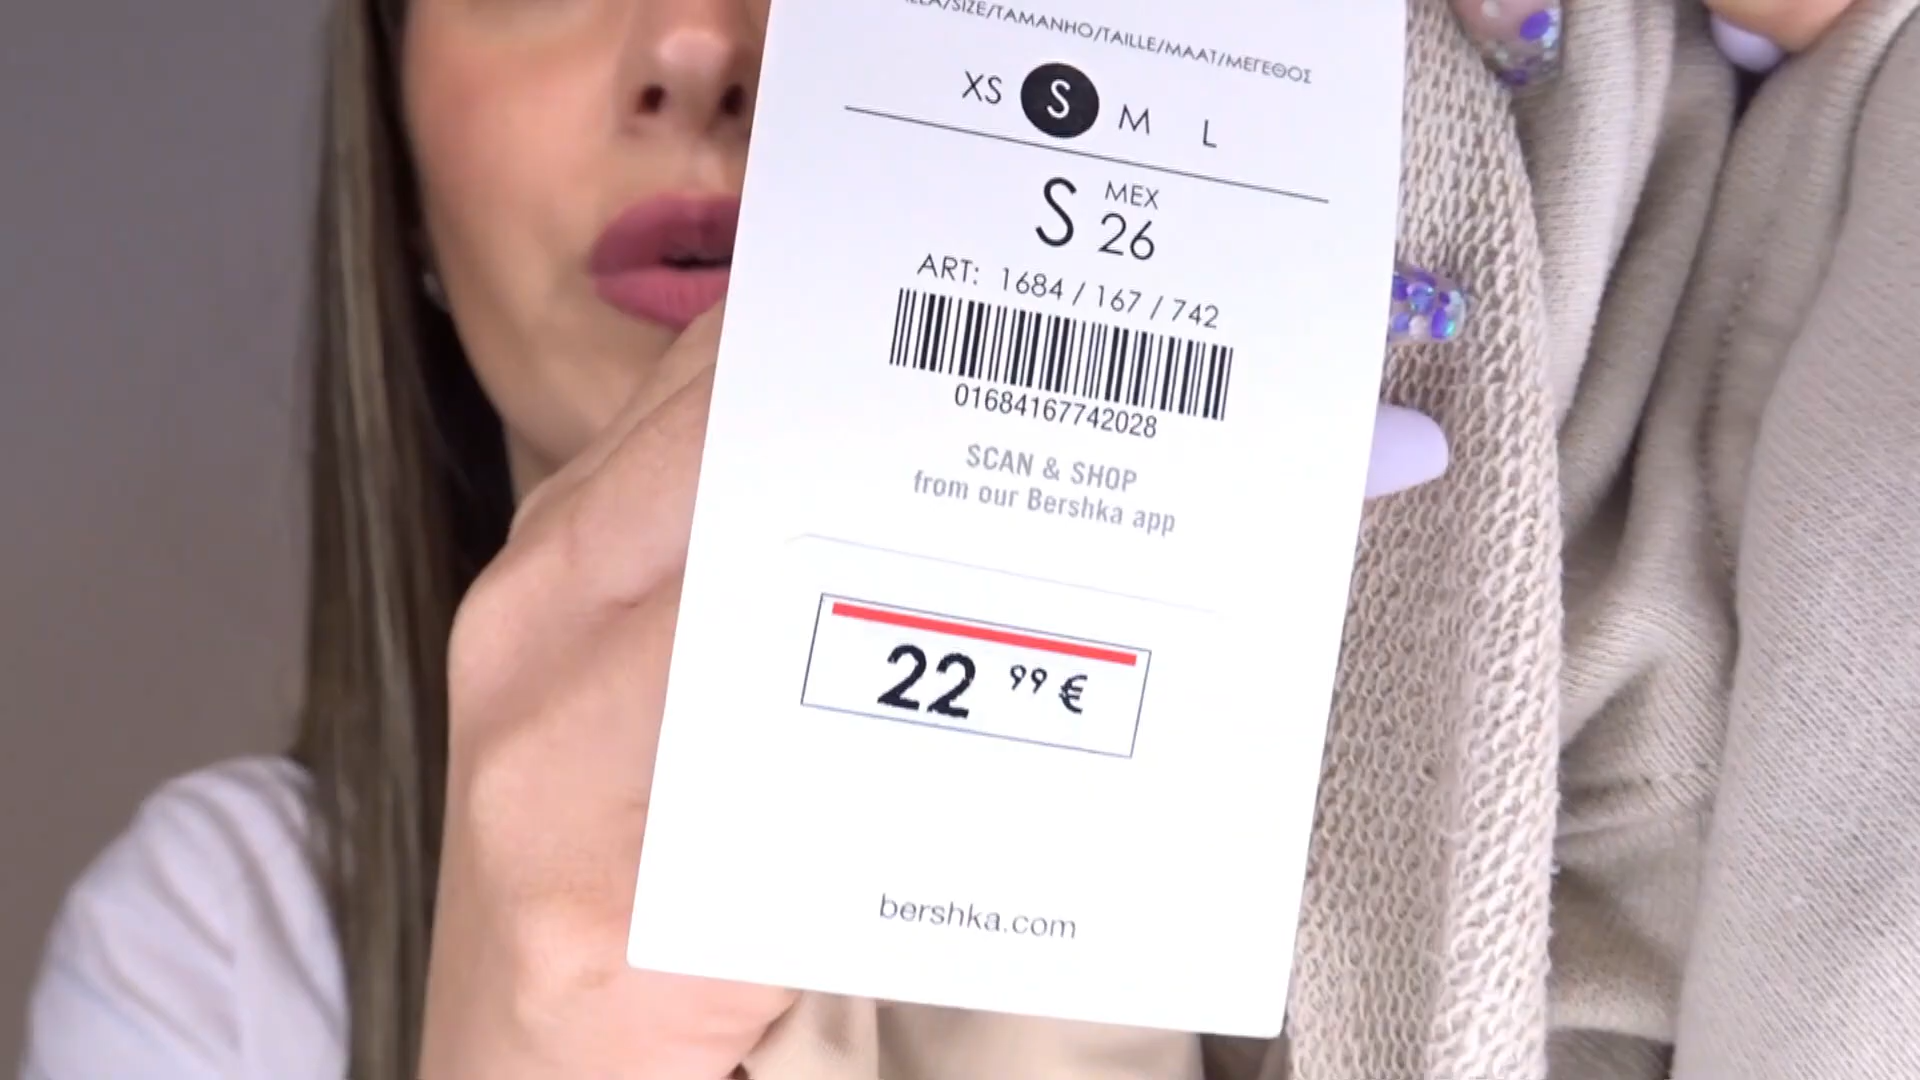 /SIZE/TAMANHO/TAILLE/MAAT/ΜΕΓΕΘΟΣ
XS S M L
S MEX 26
ART: 1684 / 167 / 742
01684167742028
SCAN & SHOP
from our Bershka app
22 99 €
bershka.com